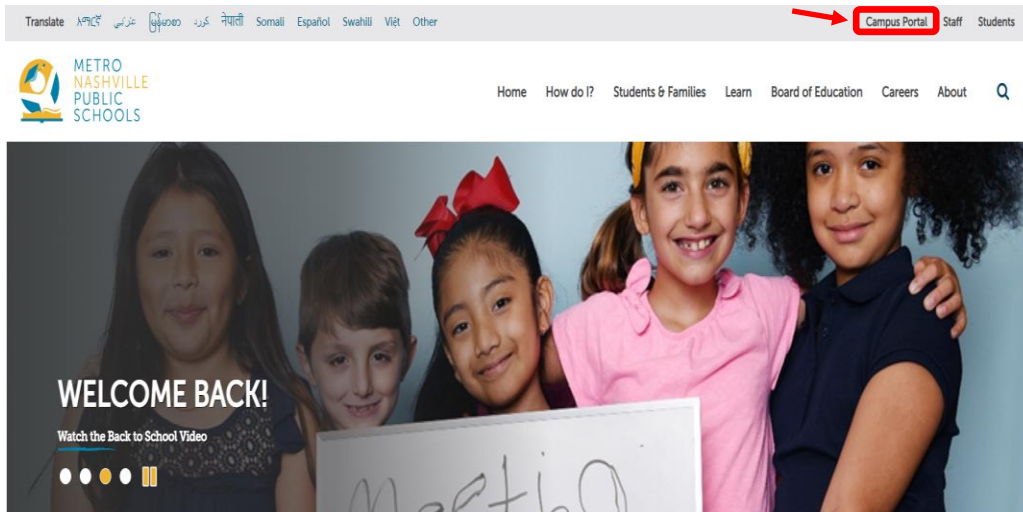 Translate አማርኛ عَرَبي မြန်မာစာ کورد नेपाली Somali Español Swahili Việt Other Campus Portal Staff Students
METRO
NASHVILLE
PUBLIC
SCHOOLS
Home How do I? Students & Families Learn Board of Education Careers About
WELCOME BACK!
Watch the Back to School Video